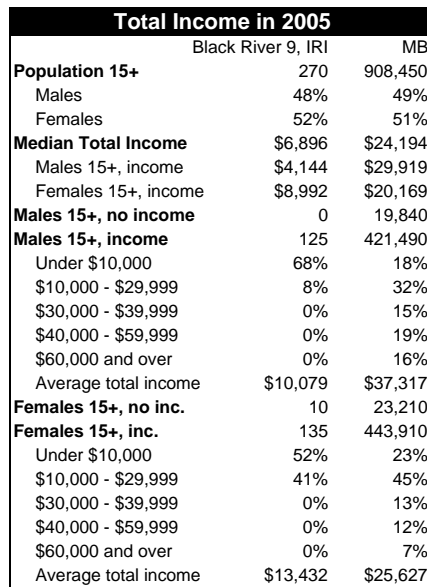 Total Income in 2005
Black River 9, IRI MB
Population 15+ 270 908,450
Males 48% 49%
Females 52% 51%
Median Total Income $6,896 $24,194
Males 15+, income $4,144 $29,919
Females 15+, income $8,992 $20,169
Males 15+, no income 0 19,840
Males 15+, income 125 421,490
Under $10,000 68% 18%
$10,000 - $29,999 8% 32%
$30,000 - $39,999 0% 15%
$40,000 - $59,999 0% 19%
$60,000 and over 0% 16%
Average total income $10,079 $37,317
Females 15+, no inc. 10 23,210
Females 15+, inc. 135 443,910
Under $10,000 52% 23%
$10,000 - $29,999 41% 45%
$30,000 - $39,999 0% 13%
$40,000 - $59,999 0% 12%
$60,000 and over 0% 7%
Average total income $13,432 $25,627